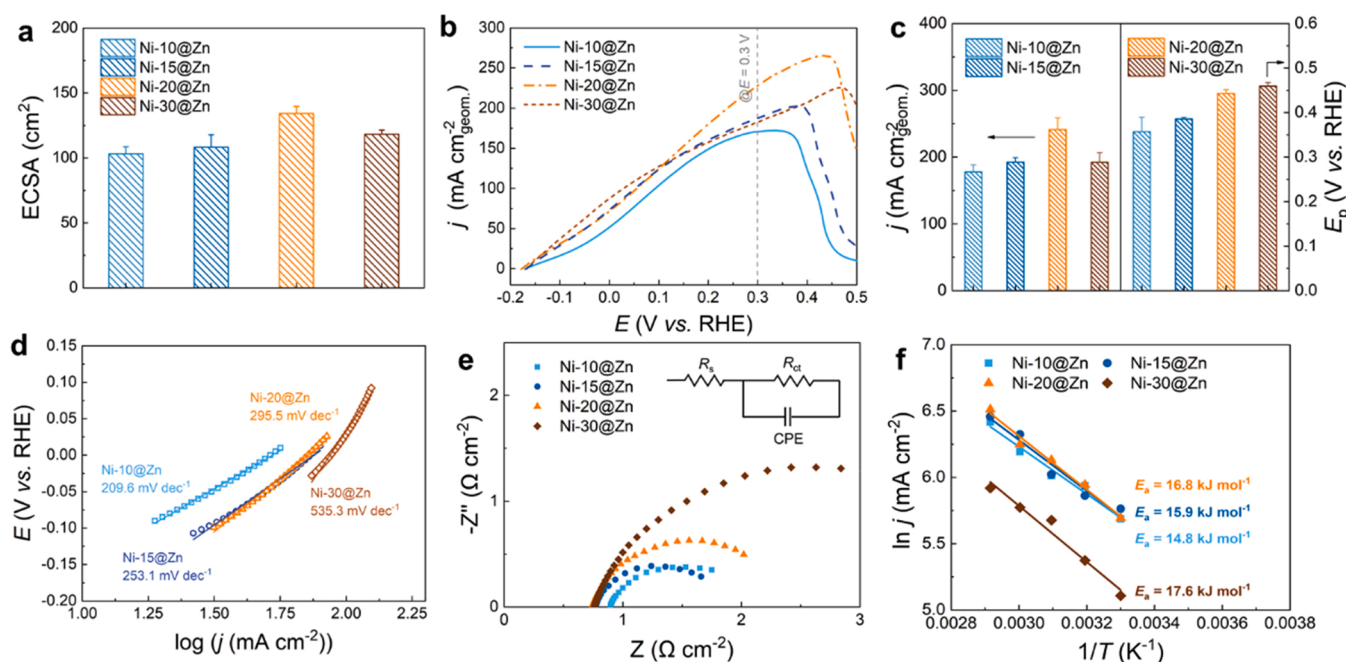 a
200
150
100
50
0
ECSA (cm²)
Ni-10@Zn
Ni-15@Zn
Ni-20@Zn
Ni-30@Zn
b
300
275
250
225
200
175
150
125
100
75
50
25
0
j (mA cm⁻²geom.)
Ni-10@Zn
Ni-15@Zn
Ni-20@Zn
Ni-30@Zn
@E = 0.3 V
-0.2 -0.1 0.0 0.1 0.2 0.3 0.4 0.5
E (V vs. RHE)
c
400
300
200
100
0
j (mA cm⁻²geom.)
Ni-10@Zn
Ni-15@Zn
Ni-20@Zn
Ni-30@Zn
0.6
0.5
0.4
0.3
0.2
0.1
0.0
Eₚ (V vs. RHE)
d
0.15
0.10
0.05
0.00
-0.05
-0.10
-0.15
-0.20
E (V vs. RHE)
Ni-20@Zn
295.5 mV dec⁻¹
Ni-10@Zn
209.6 mV dec⁻¹
Ni-30@Zn
535.3 mV dec⁻¹
Ni-15@Zn
253.1 mV dec⁻¹
1.00 1.25 1.50 1.75 2.00 2.25
log (j (mA cm⁻²))
e
2
1
0
-Z" (Ω cm⁻²)
Ni-10@Zn
Ni-15@Zn
Ni-20@Zn
Ni-30@Zn
Rs
Rct
CPE
0 1 2 3
Z (Ω cm⁻²)
f
7.0
6.5
6.0
5.5
5.0
ln j (mA cm⁻²)
Ni-10@Zn Ni-15@Zn
Ni-20@Zn Ni-30@Zn
Eₐ = 16.8 kJ mol⁻¹
Eₐ = 15.9 kJ mol⁻¹
Eₐ = 14.8 kJ mol⁻¹
Eₐ = 17.6 kJ mol⁻¹
0.0028 0.0030 0.0032 0.0034 0.0036 0.0038
1/T (K⁻¹)